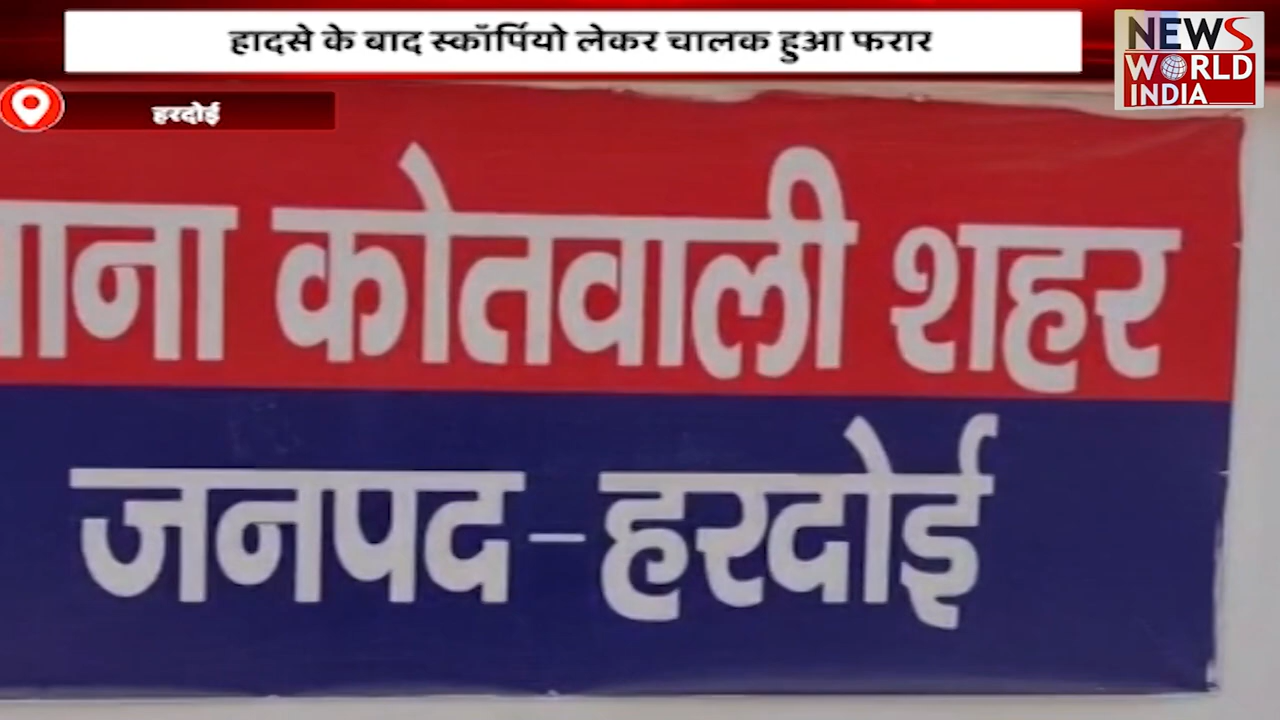 हादसे के बाद स्कॉर्पियो लेकर चालक हुआ फरार
NEWS
WORLD
INDIA
हरदोई
कोतवाली शहर
जनपद-हरदोई